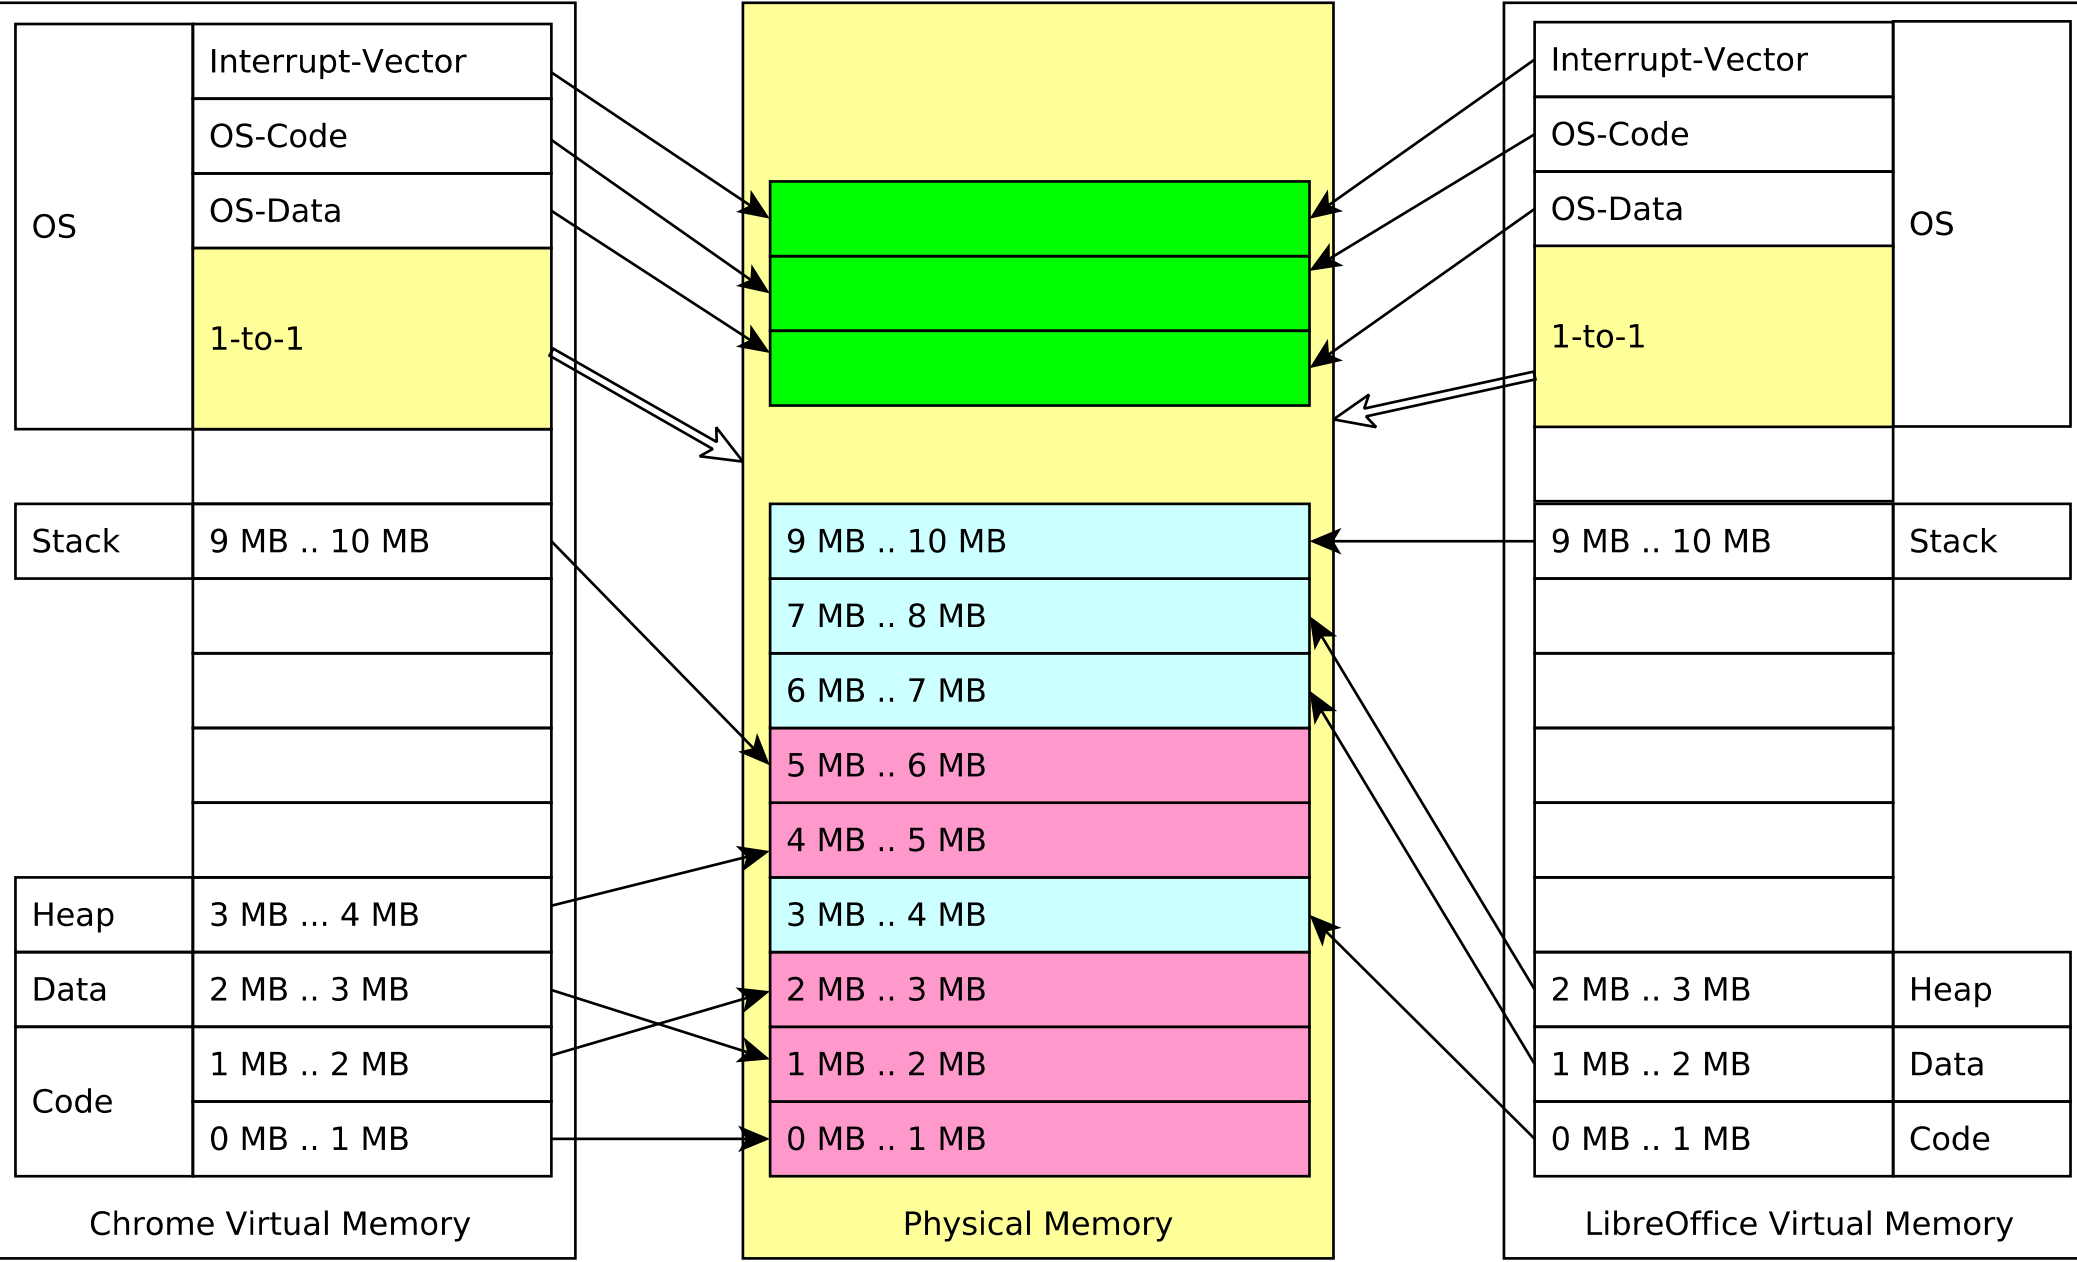 Interrupt-Vector
OS-Code
OS-Data
OS
1-to-1
Stack
9 MB .. 10 MB
Heap
3 MB ... 4 MB
Data
2 MB .. 3 MB
Code
1 MB .. 2 MB
0 MB .. 1 MB
Chrome Virtual Memory
9 MB .. 10 MB
7 MB .. 8 MB
6 MB .. 7 MB
5 MB .. 6 MB
4 MB .. 5 MB
3 MB .. 4 MB
2 MB .. 3 MB
1 MB .. 2 MB
0 MB .. 1 MB
Physical Memory
Interrupt-Vector
OS-Code
OS-Data
OS
1-to-1
9 MB .. 10 MB
Stack
2 MB .. 3 MB
Heap
1 MB .. 2 MB
Data
0 MB .. 1 MB
Code
LibreOffice Virtual Memory